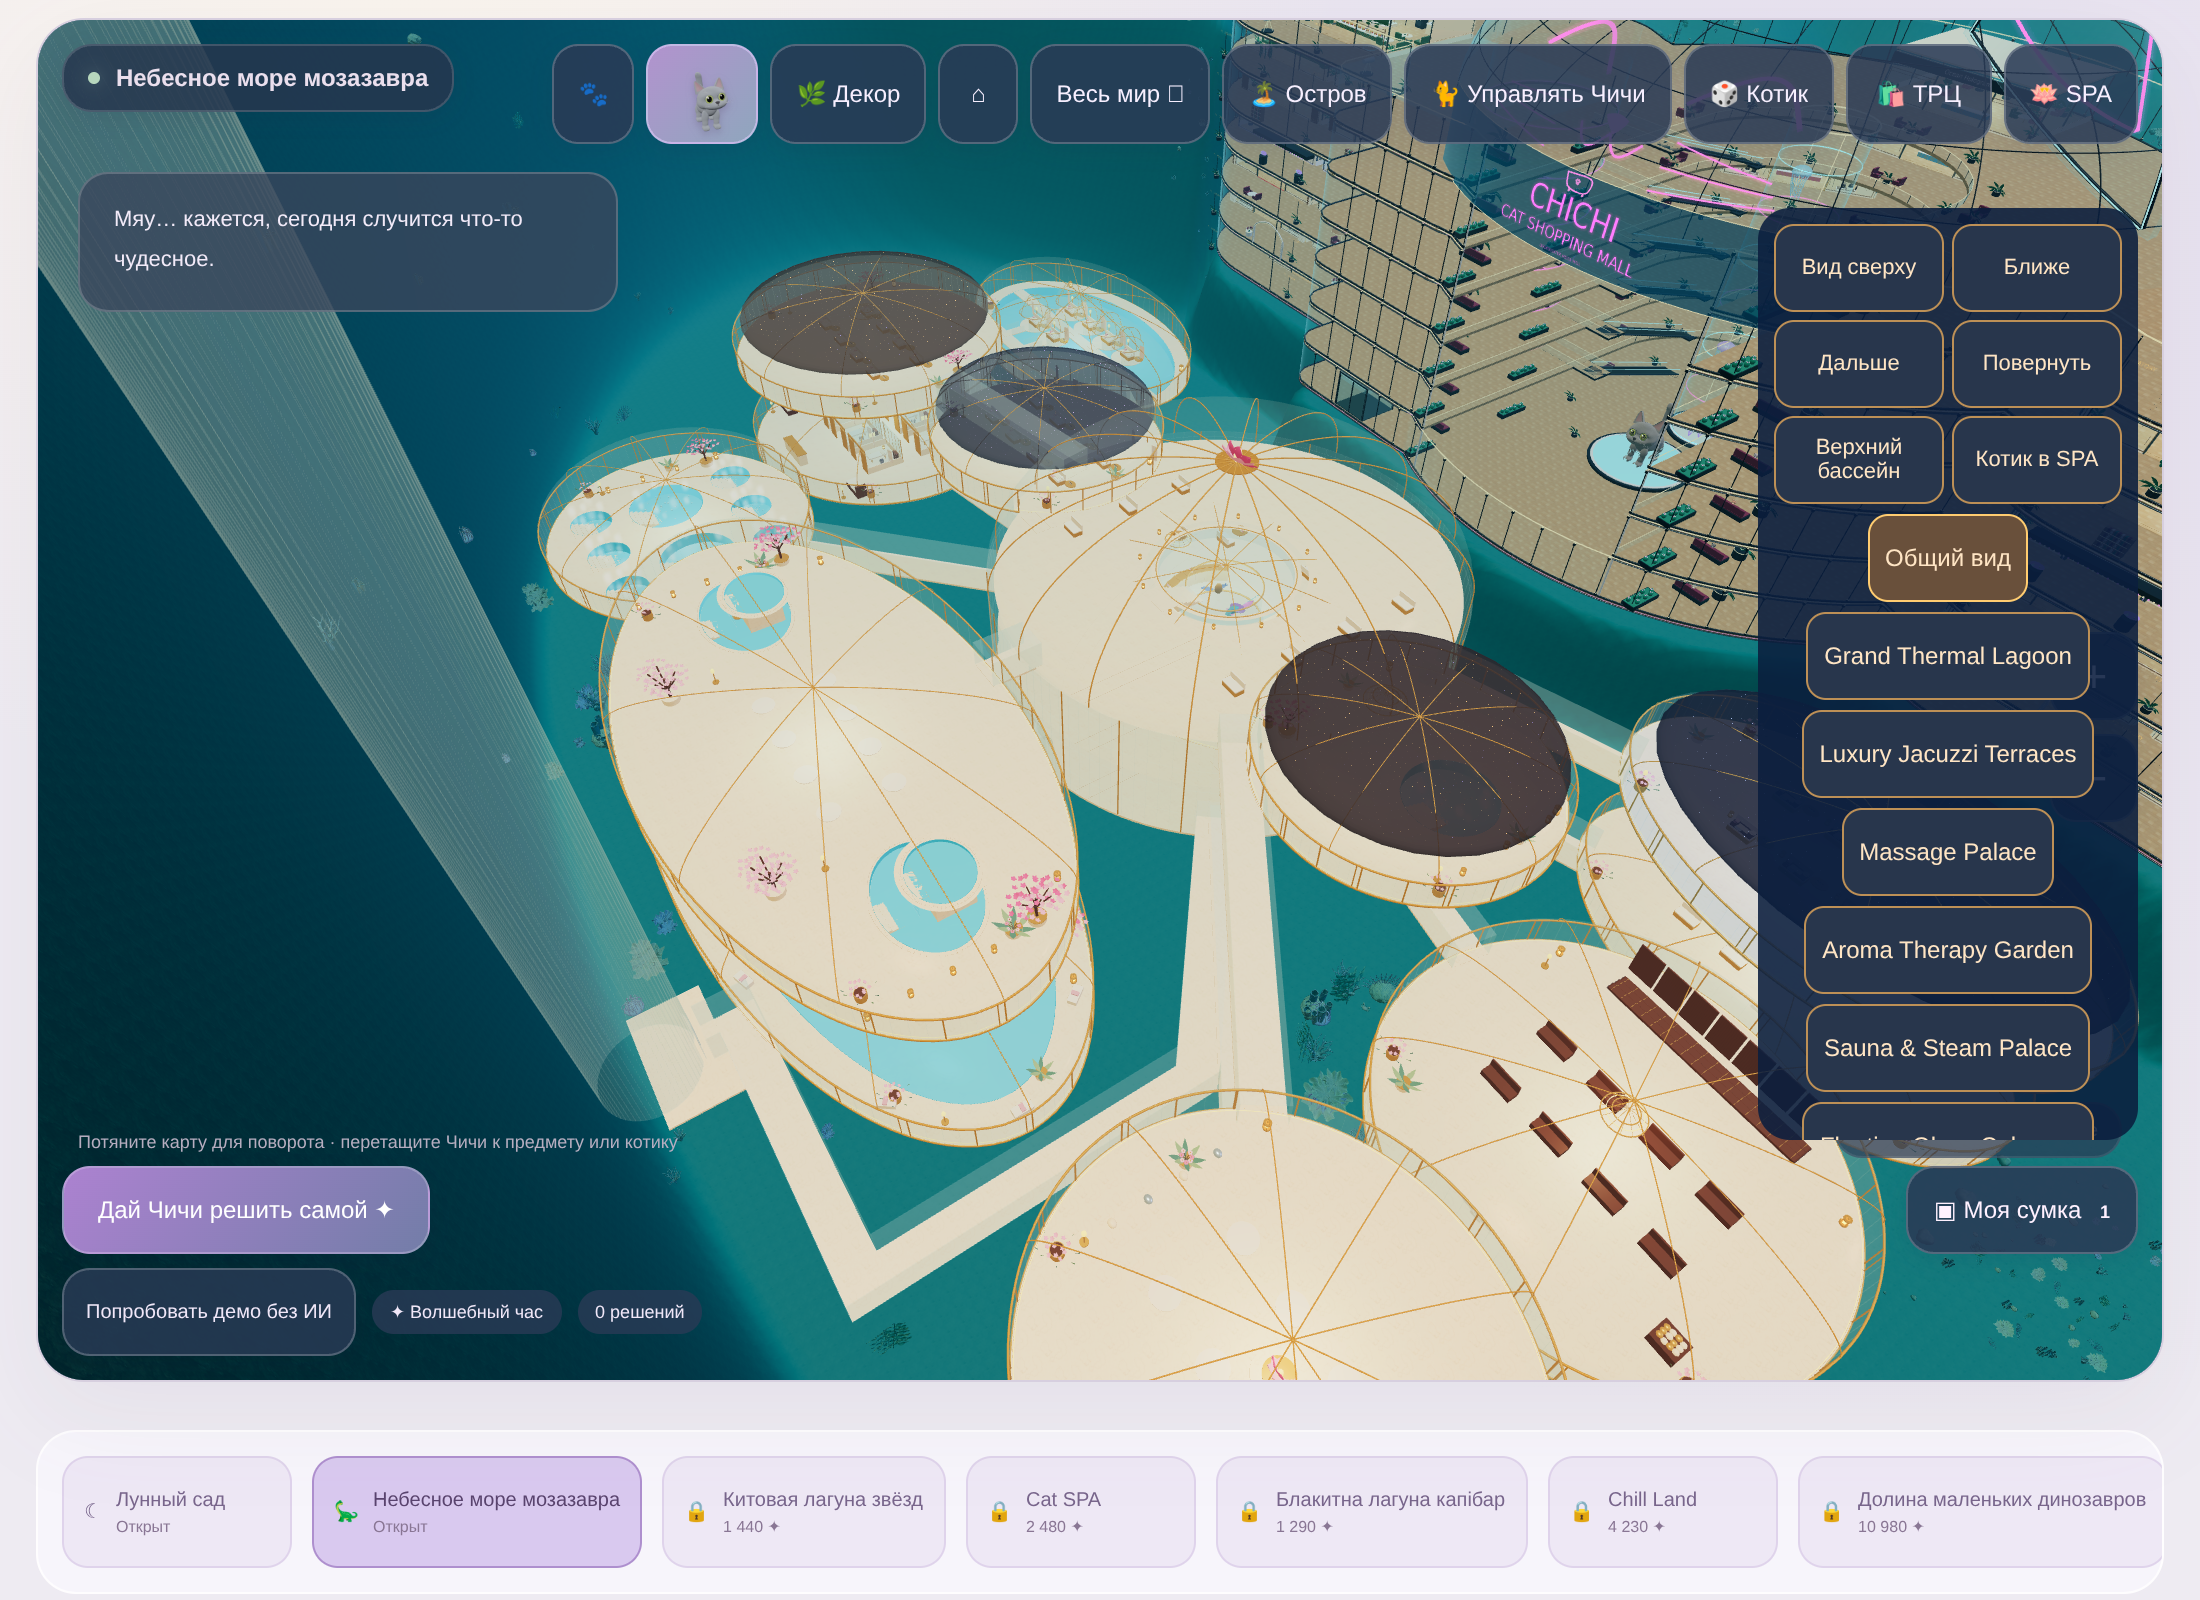 Небесное море мозазавра
🌿 Декор
⌂
Весь мир
🏝️ Остров
🐈 Управлять Чичи
🎲 Котик
🛍️ ТРЦ
🪷 SPA
Мяу… кажется, сегодня случится что-то
чудесное.
CHICHI
CAT SHOPPING MALL
Вид сверху
Ближе
Дальше
Повернуть
Верхний
бассейн
Котик в SPA
Общий вид
Grand Thermal Lagoon
Luxury Jacuzzi Terraces
Massage Palace
Aroma Therapy Garden
Sauna & Steam Palace
Потяните карту для поворота · перетащите Чичи к предмету или котику
Дай Чичи решить самой ✦
▣ Моя сумка 1
Попробовать демо без ИИ
✦ Волшебный час
0 решений
Лунный сад
Открыт
Небесное море мозазавра
Открыт
Китовая лагуна звёзд
1 440 ✦
Cat SPA
2 480 ✦
Блакитна лагуна капібар
1 290 ✦
Chill Land
4 230 ✦
Долина маленьких динозавров
10 980 ✦